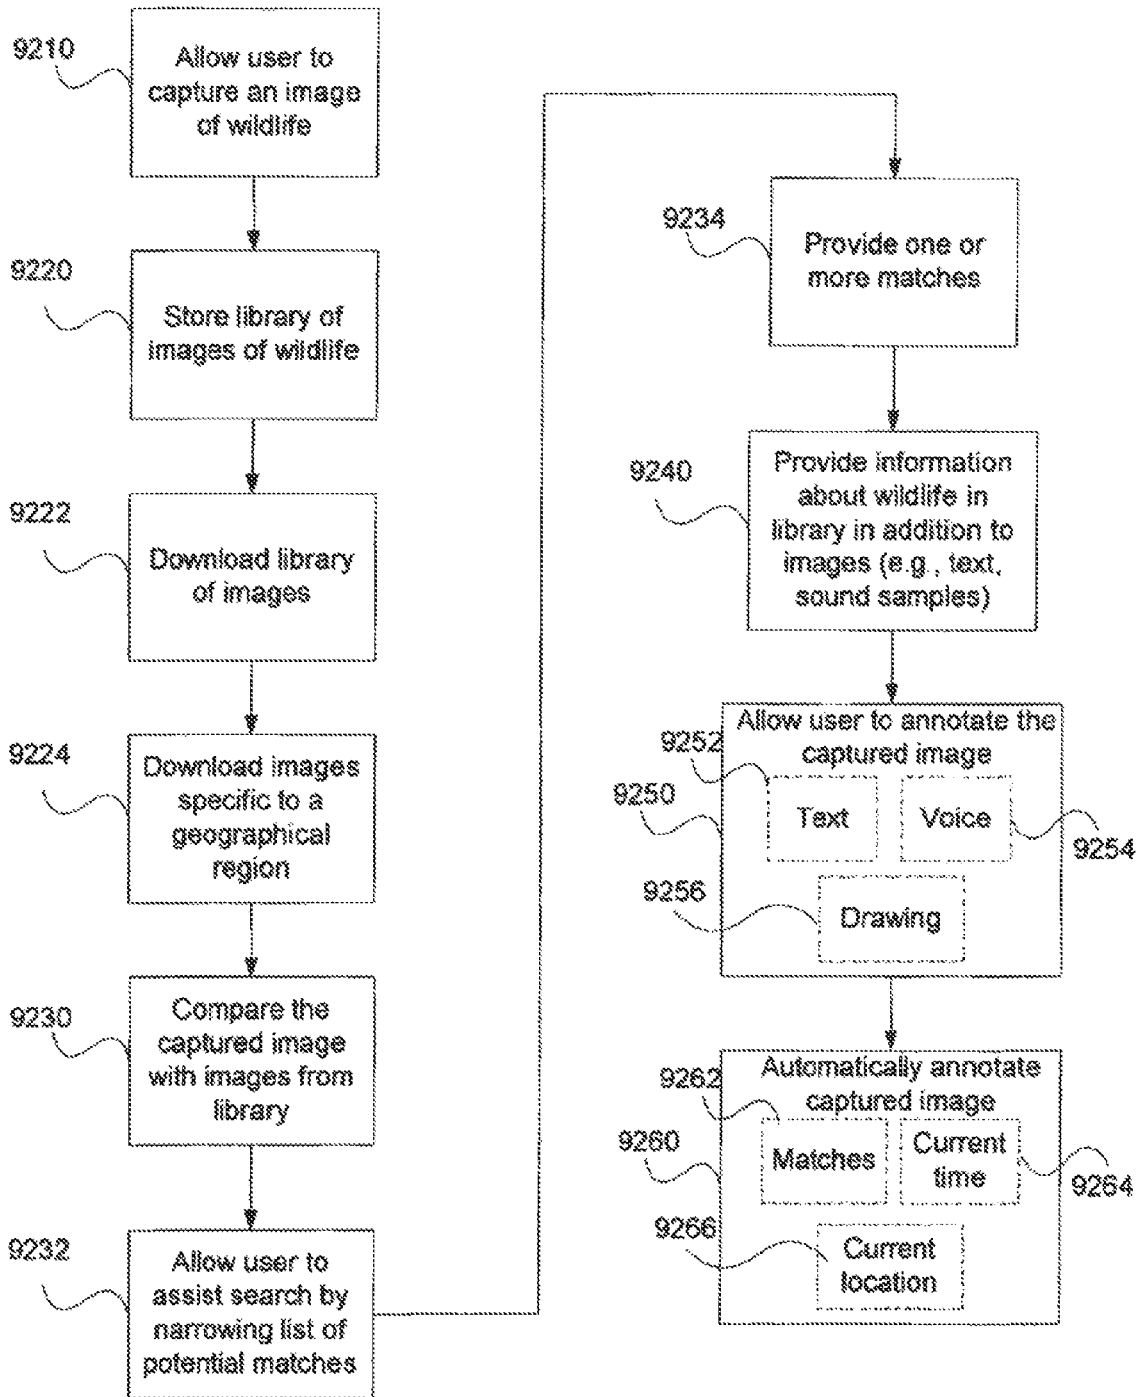 9210
Allow user to
capture an image
of wildlife
9220
Store library of
images of wildlife
9222
Download library
of images
9224
Download images
specific to a
geographical
region
9230
Compare the
captured image
with images from
library
9232
Allow user to
assist search by
narrowing list of
potential matches
9234
Provide one or
more matches
9240
Provide information
about wildlife in
library in addition to
images (e.g., text,
sound samples)
Allow user to annotate the
captured image
9252
9250
Text
Voice
9254
9256
Drawing
Automatically annotate
captured image
9262
9260
Matches
Current
time
9264
9266
Current
location